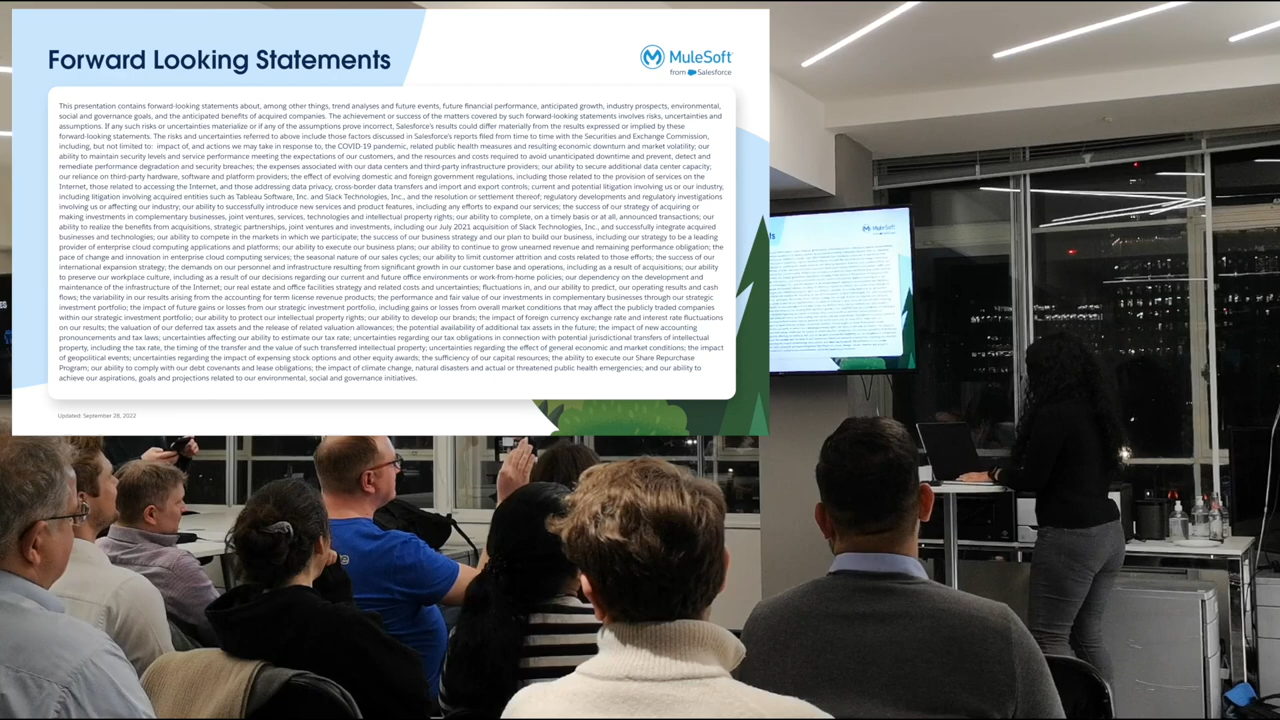 Forward Looking Statements
MuleSoft
from Salesforce
This presentation contains forward-looking statements about, among other things, trend analyses and future events, future financial performance, anticipated growth, industry prospects, environmental,
social and governance goals, and the anticipated benefits of acquired companies. The achievement or success of the matters covered by such forward-looking statements involves risks, uncertainties and
assumptions. If any such risks or uncertainties materialize or if any of the assumptions prove incorrect, Salesforce's results could differ materially from the results expressed or implied by these
forward-looking statements. The risks and uncertainties referred to above include those factors discussed in Salesforce's reports filed from time to time with the Securities and Exchange Commission,
including, but not limited to: impact of, and actions we may take in response to, the COVID-19 pandemic, related public health measures and resulting economic downturn and market volatility; our
ability to maintain security levels and service performance meeting the expectations of our customers, and the resources and costs required to avoid unanticipated downtime and prevent, detect and
remediate performance degradation and security breaches; the expenses associated with our data centers and third-party infrastructure providers; our ability to secure additional data center capacity;
our reliance on third-party hardware, software and platform providers; the effect of evolving domestic and foreign government regulations, including those related to the provision of services on the
Internet, those related to accessing the Internet, and those addressing data privacy, cross-border data transfers and import and export controls; current and potential litigation involving us or our industry,
including litigation involving acquired entities such as Tableau Software, Inc. and Slack Technologies, Inc., and the resolution or settlement thereof; regulatory developments and regulatory investigations
involving us or affecting our industry; our ability to successfully introduce new services and product features, including any efforts to expand our services; the success of our strategy of acquiring or
making investments in complementary businesses, joint ventures, services, technologies and intellectual property rights; our ability to complete, on a timely basis or at all, announced transactions; our
ability to realize the benefits from acquisitions, strategic partnerships, joint ventures and investments, including our July 2021 acquisition of Slack Technologies, Inc., and successfully integrate acquired
businesses and technologies; our ability to compete in the markets in which we participate; the success of our business strategy and our plan to build our business, including our strategy to be a leading
provider of enterprise cloud computing applications and platforms; our ability to execute our business plans; our ability to continue to grow unearned revenue and remaining performance obligation; the
pace of change and innovation in enterprise cloud computing services; the seasonal nature of our sales cycles; our ability to limit customer attrition and costs related to those efforts; the success of our
international expansion strategy; the demands on our personnel and infrastructure resulting from significant growth in our customer base and operations, including as a result of acquisitions; our ability
to preserve our workplace culture, including as a result of our decisions regarding our current and future office environments or work-from-home policies; our dependency on the development and
maintenance of the infrastructure of the Internet; our real estate and office facilities strategy and related costs and uncertainties; fluctuations in, and our ability to predict, our operating results and cash
flows; the variability in our results arising from the accounting for term license revenue products; the performance and fair value of our investments in complementary businesses through our strategic
investment portfolio; the impact of future gains or losses from our strategic investment portfolio, including gains or losses from overall market conditions that may affect the publicly traded companies
within our strategic investment portfolio; our ability to protect our intellectual property rights; our ability to develop our brands; the impact of foreign currency exchange rate and interest rate fluctuations
on our results; the valuation of our deferred tax assets and the release of related valuation allowances; the potential availability of additional tax assets in the future; the impact of new accounting
pronouncements and tax laws; uncertainties affecting our ability to estimate our tax rate; uncertainties regarding our tax obligations in connection with potential jurisdictional transfers of intellectual
property, including the tax rate, the timing of the transfer and the value of such transferred intellectual property; uncertainties regarding the effect of general economic and market conditions; the impact
of geopolitical events; uncertainties regarding the impact of expensing stock options and other equity awards; the sufficiency of our capital resources; the ability to execute our Share Repurchase
Program; our ability to comply with our debt covenants and lease obligations; the impact of climate change, natural disasters and actual or threatened public health emergencies; and our ability to
achieve our aspirations, goals and projections related to our environmental, social and governance initiatives.
Updated: September 28, 2022
MuleSoft